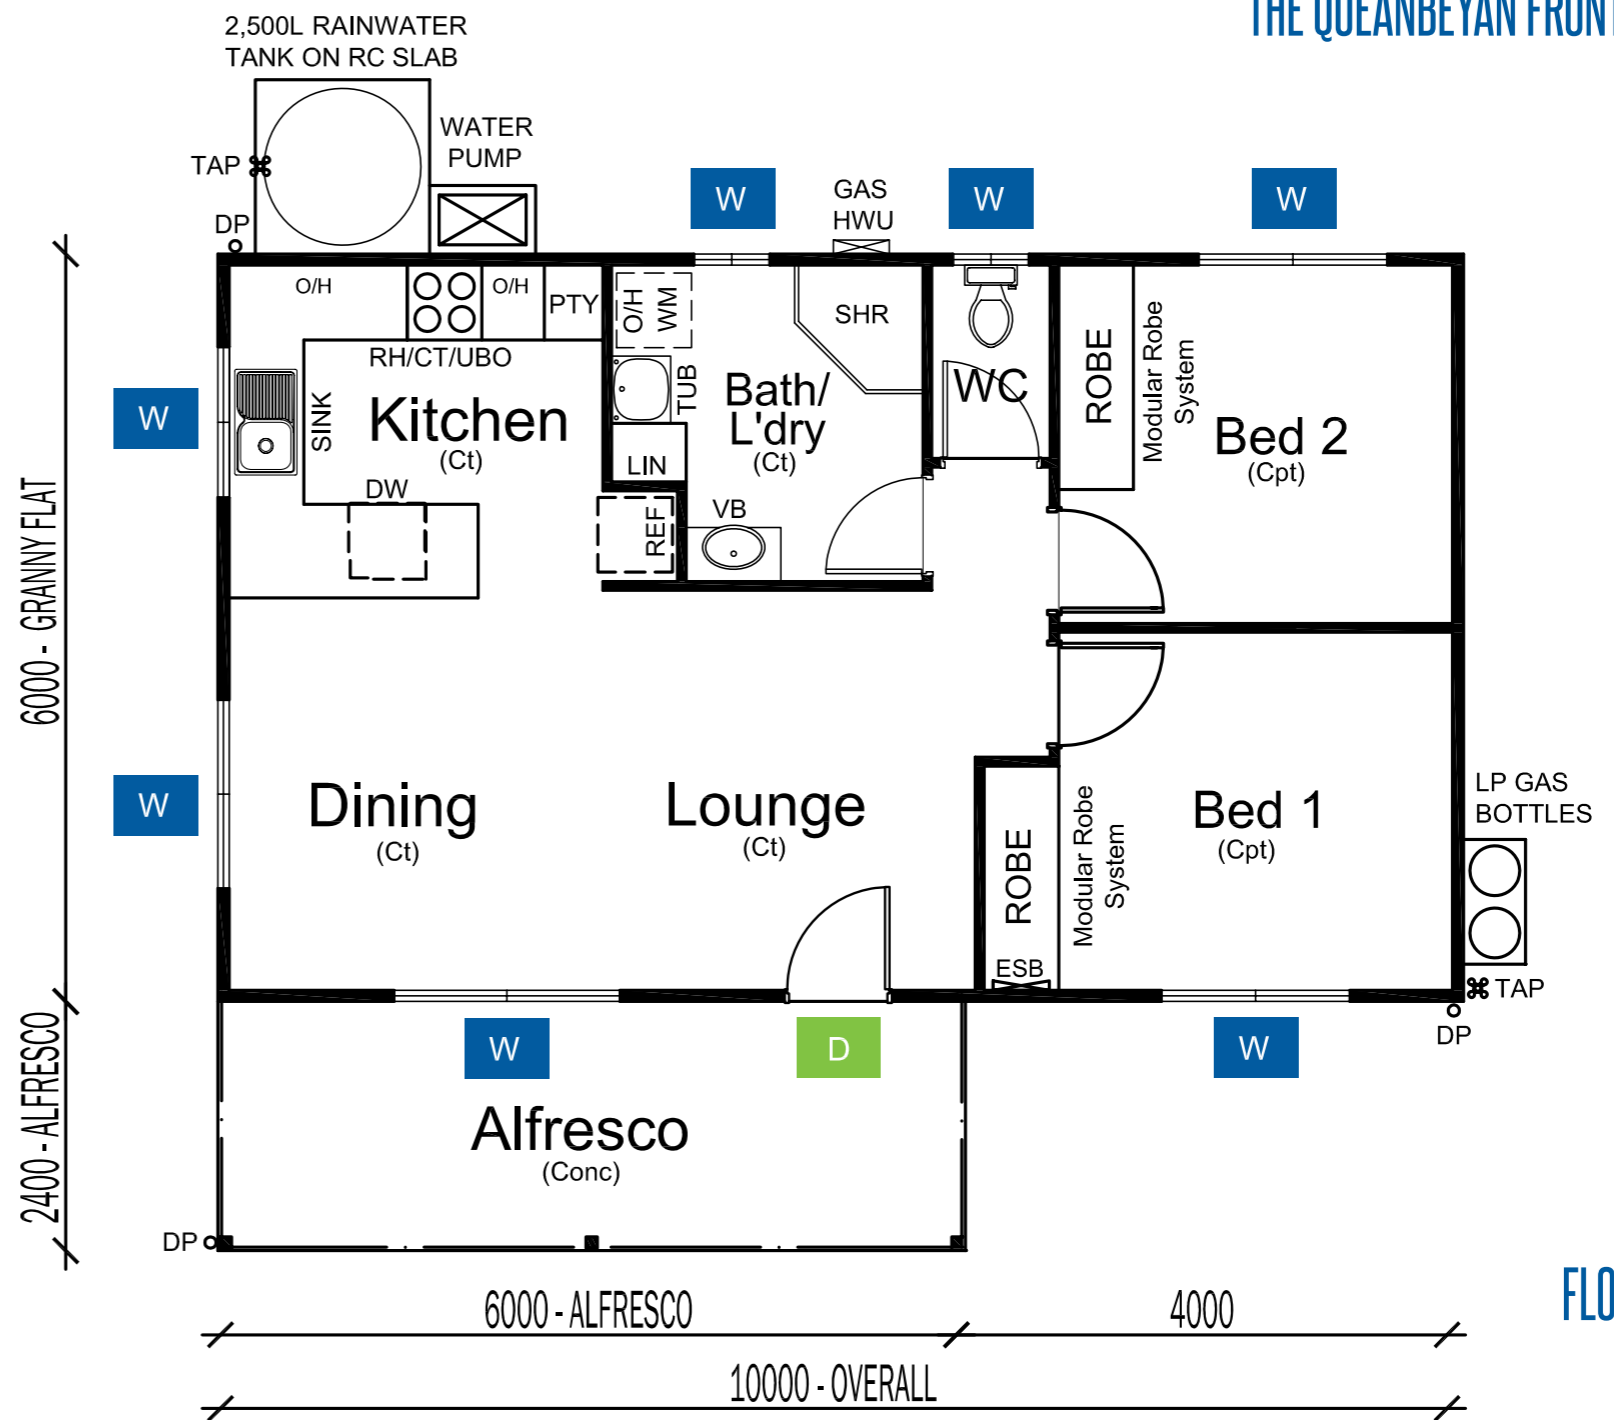 THE QUEANBEYAN FRONT
2,500L RAINWATER
TANK ON RC SLAB
WATER
PUMP
TAP
DP
W
GAS
HWU
W
W
O/H
O/H
PTY
RH/CT/UBO
O/H
WM
SHR
WC
ROBE
Modular Robe
System
W
SINK
Kitchen
(Ct)
TUB
Bath/
L'dry
(Ct)
Bed 2
(Cpt)
LIN
DW
REF
VB
6000 - GRANNY FLAT
W
Dining
(Ct)
Lounge
(Ct)
ROBE
Modular Robe
System
Bed 1
(Cpt)
LP GAS
BOTTLES
ESB
TAP
DP
W
D
W
2400 - ALFRESCO
Alfresco
(Conc)
DP
6000 - ALFRESCO
4000
FLO
10000 - OVERALL